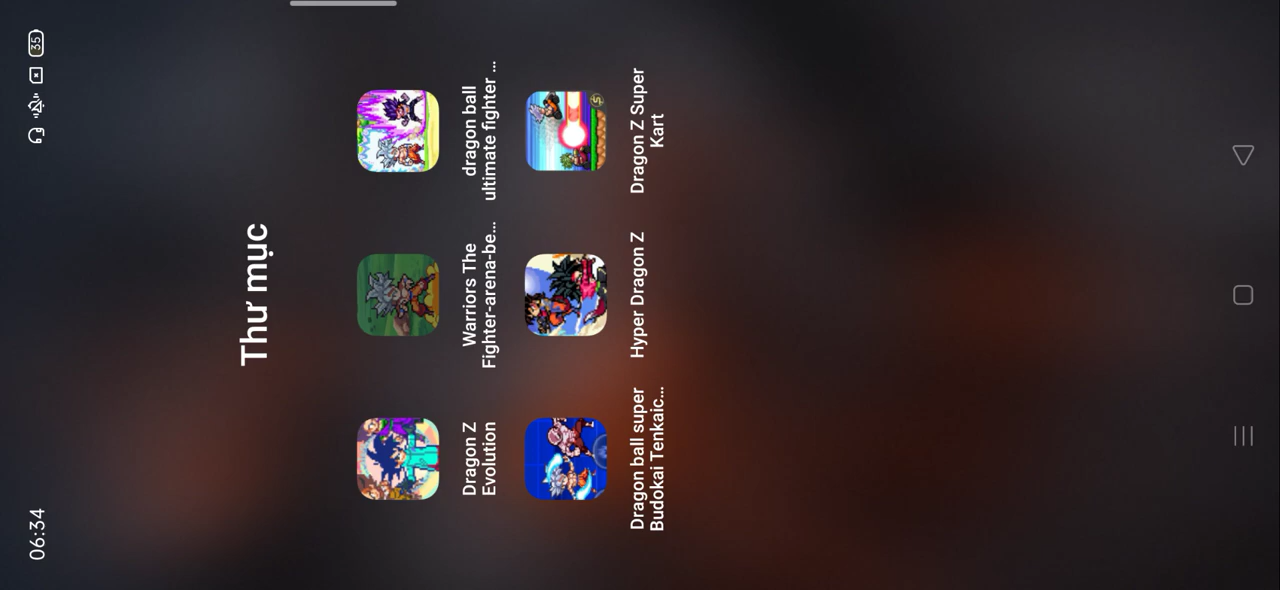 06:34
35
Thư mục
Dragon Z
Evolution
Warriors The
Fighter-arena-be...
dragon ball
ultimate fighter ...
Dragon ball super
Budokai Tenkaic...
Hyper Dragon Z
Dragon Z Super
Kart